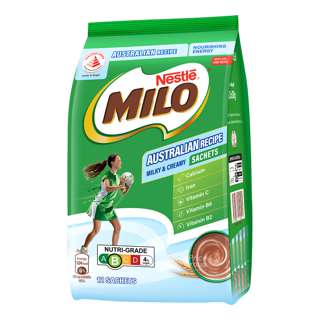 AUSTRALIAN RECIPE
NOURISHING
ENERGY
Nestlé
MILO
AUSTRALIAN RECIPE
MILKY & CREAMY SACHETS
Calcium
Iron
Vitamin C
Vitamin B6
Vitamin B2
NUTRI-GRADE
A B C D
12 SACHETS